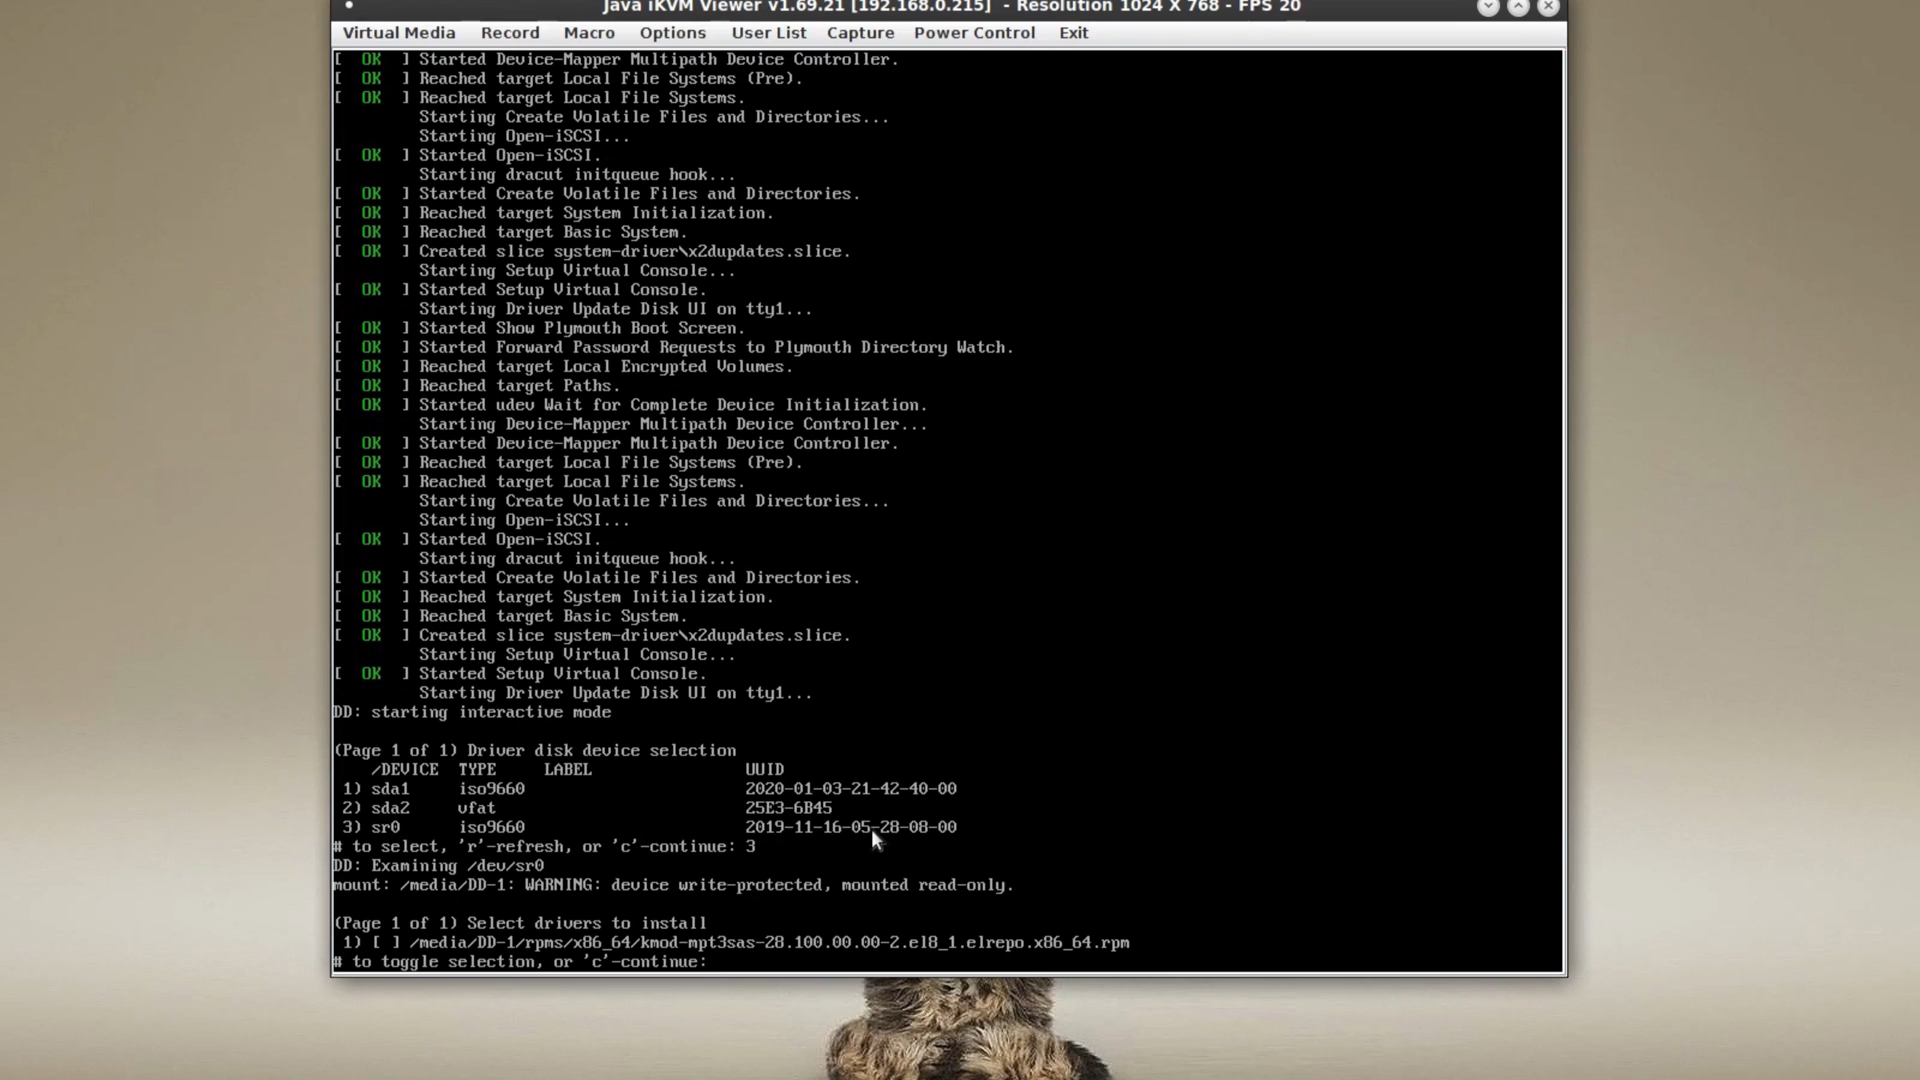 Java iKVM Viewer v1.69.21 [192.168.0.215] - Resolution 1024 X 768 - FPS 20
Virtual Media Record Macro Options User List Capture Power Control Exit
[ OK ] Started Device-Mapper Multipath Device Controller.
[ OK ] Reached target Local File Systems (Pre).
[ OK ] Reached target Local File Systems.
Starting Create Volatile Files and Directories...
Starting Open-iSCSI...
[ OK ] Started Open-iSCSI.
Starting dracut initqueue hook...
[ OK ] Started Create Volatile Files and Directories.
[ OK ] Reached target System Initialization.
[ OK ] Reached target Basic System.
[ OK ] Created slice system-driver\x2dupdates.slice.
Starting Setup Virtual Console...
[ OK ] Started Setup Virtual Console.
Starting Driver Update Disk UI on tty1...
[ OK ] Started Show Plymouth Boot Screen.
[ OK ] Started Forward Password Requests to Plymouth Directory Watch.
[ OK ] Reached target Local Encrypted Volumes.
[ OK ] Reached target Paths.
[ OK ] Started udev Wait for Complete Device Initialization.
Starting Device-Mapper Multipath Device Controller...
[ OK ] Started Device-Mapper Multipath Device Controller.
[ OK ] Reached target Local File Systems (Pre).
[ OK ] Reached target Local File Systems.
Starting Create Volatile Files and Directories...
Starting Open-iSCSI...
[ OK ] Started Open-iSCSI.
Starting dracut initqueue hook...
[ OK ] Started Create Volatile Files and Directories.
[ OK ] Reached target System Initialization.
[ OK ] Reached target Basic System.
[ OK ] Created slice system-driver\x2dupdates.slice.
Starting Setup Virtual Console...
[ OK ] Started Setup Virtual Console.
Starting Driver Update Disk UI on tty1...
DD: starting interactive mode
(Page 1 of 1) Driver disk device selection
/DEVICE TYPE LABEL UUID
1) sda1 iso9660 2020-01-03-21-42-40-00
2) sda2 vfat 25E3-6B45
3) sr0 iso9660 2019-11-16-05-28-08-00
# to select, 'r'-refresh, or 'c'-continue: 3
DD: Examining /dev/sr0
mount: /media/DD-1: WARNING: device write-protected, mounted read-only.
(Page 1 of 1) Select drivers to install
1) [ ] /media/DD-1/rpms/x86_64/kmod-mpt3sas-28.100.00.00-2.el8_1.elrepo.x86_64.rpm
# to toggle selection, or 'c'-continue: